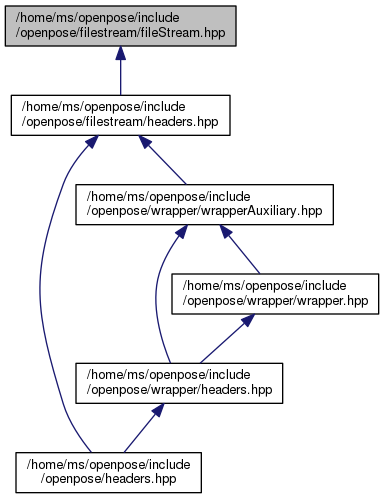 /home/ms/openpose/include
/openpose/filestream/fileStream.hpp
/home/ms/openpose/include
/openpose/filestream/headers.hpp
/home/ms/openpose/include
/openpose/wrapper/wrapperAuxiliary.hpp
/home/ms/openpose/include
/openpose/wrapper/wrapper.hpp
/home/ms/openpose/include
/openpose/wrapper/headers.hpp
/home/ms/openpose/include
/openpose/headers.hpp